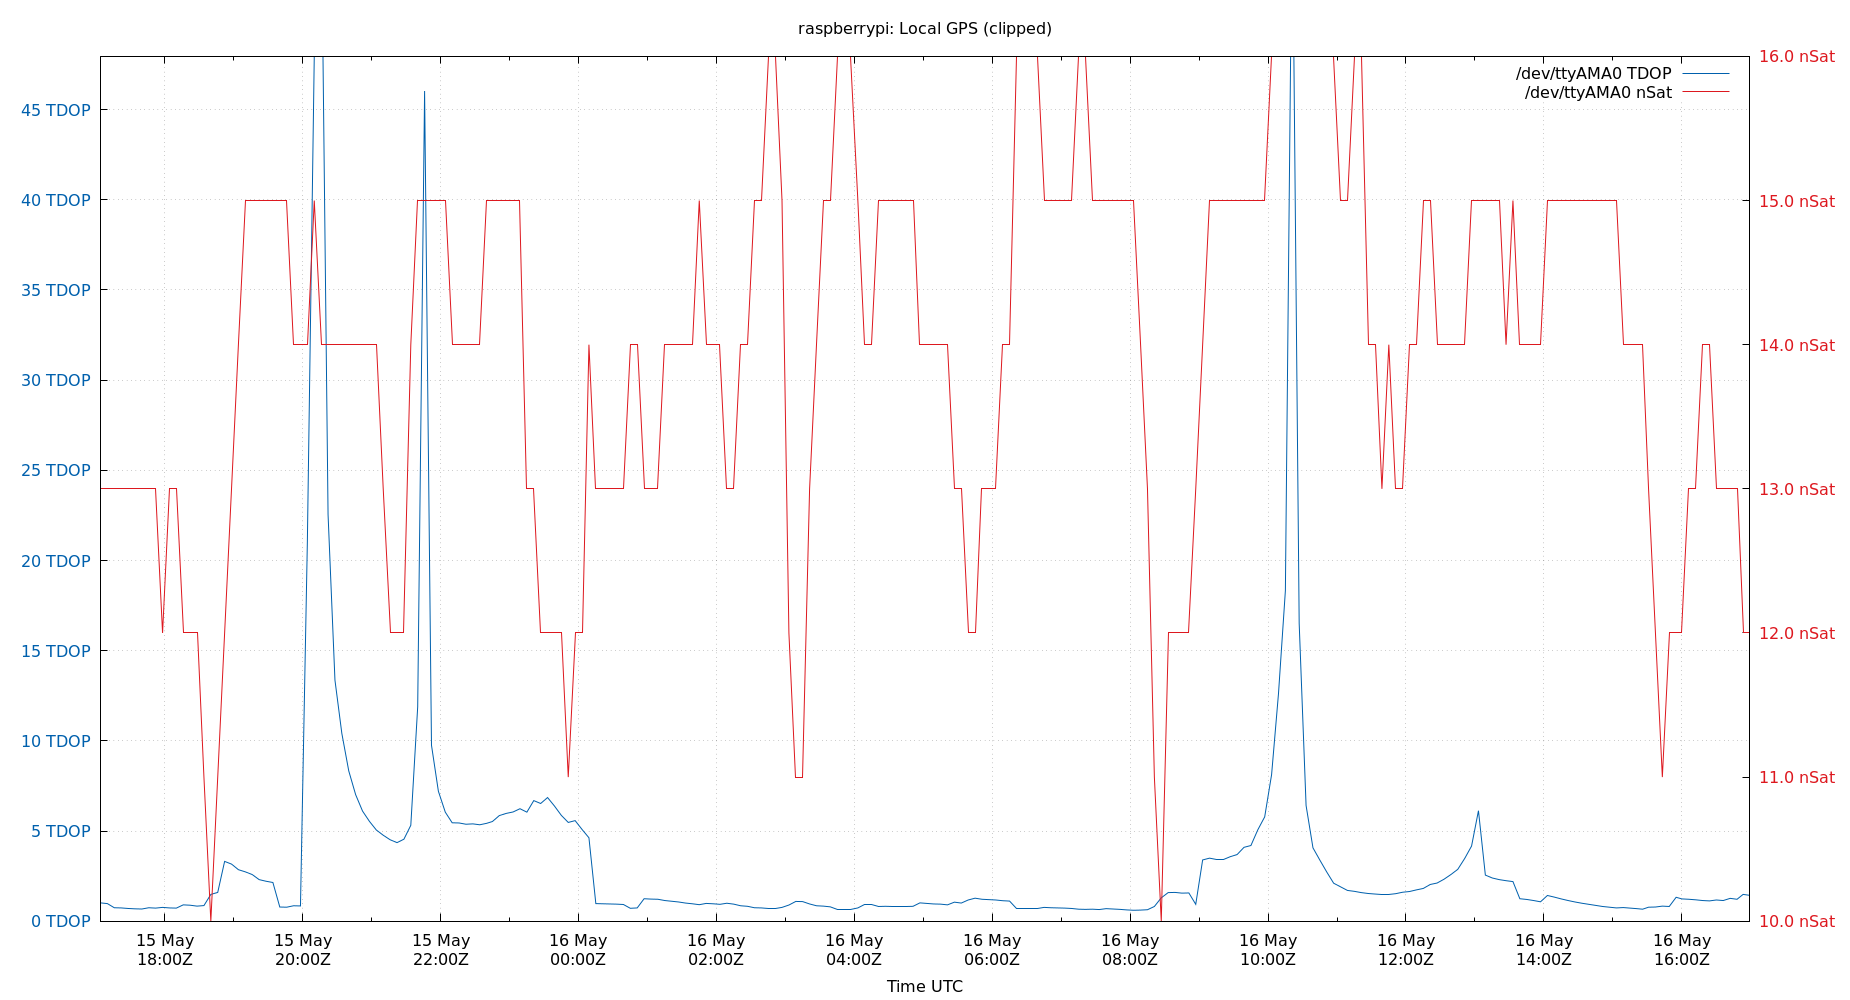 raspberrypi: Local GPS (clipped)
/dev/ttyAMA0 TDOP
/dev/ttyAMA0 nSat
45 TDOP
40 TDOP
35 TDOP
30 TDOP
25 TDOP
20 TDOP
15 TDOP
10 TDOP
5 TDOP
0 TDOP
16.0 nSat
15.0 nSat
14.0 nSat
13.0 nSat
12.0 nSat
11.0 nSat
10.0 nSat
15 May 15 May 15 May 16 May 16 May 16 May 16 May 16 May 16 May 16 May 16 May 16 May
18:00Z 20:00Z 22:00Z 00:00Z 02:00Z 04:00Z 06:00Z 08:00Z 10:00Z 12:00Z 14:00Z 16:00Z
Time UTC